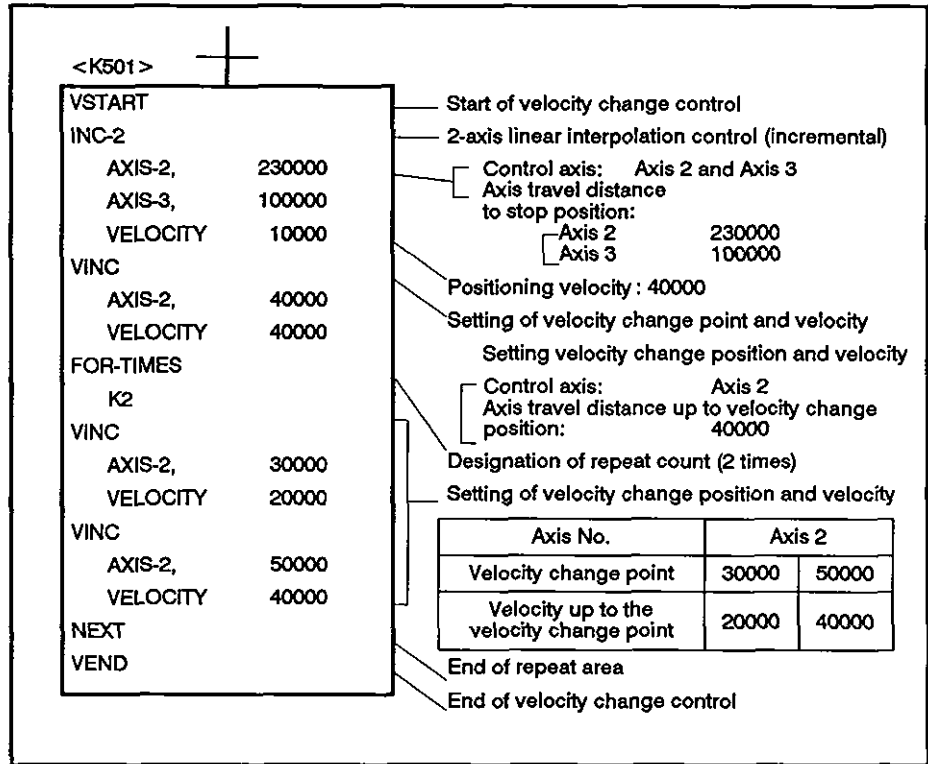 <K501>
VSTART
INC-2
AXIS-2, 230000
AXIS-3, 100000
VELOCITY 10000
VINC
AXIS-2, 40000
VELOCITY 40000
FOR-TIMES
K2
VINC
AXIS-2, 30000
VELOCITY 20000
VINC
AXIS-2, 50000
VELOCITY 40000
NEXT
VEND
Start of velocity change control
2-axis linear interpolation control (incremental)
Control axis: Axis 2 and Axis 3
Axis travel distance
to stop position:
Axis 2 230000
Axis 3 100000
Positioning velocity : 40000
Setting of velocity change point and velocity
Setting velocity change position and velocity
Control axis: Axis 2
Axis travel distance up to velocity change
position: 40000
Designation of repeat count (2 times)
Setting of velocity change position and velocity
Axis No. Axis 2
Velocity change point 30000 50000
Velocity up to the
velocity change point 20000 40000
End of repeat area
End of velocity change control